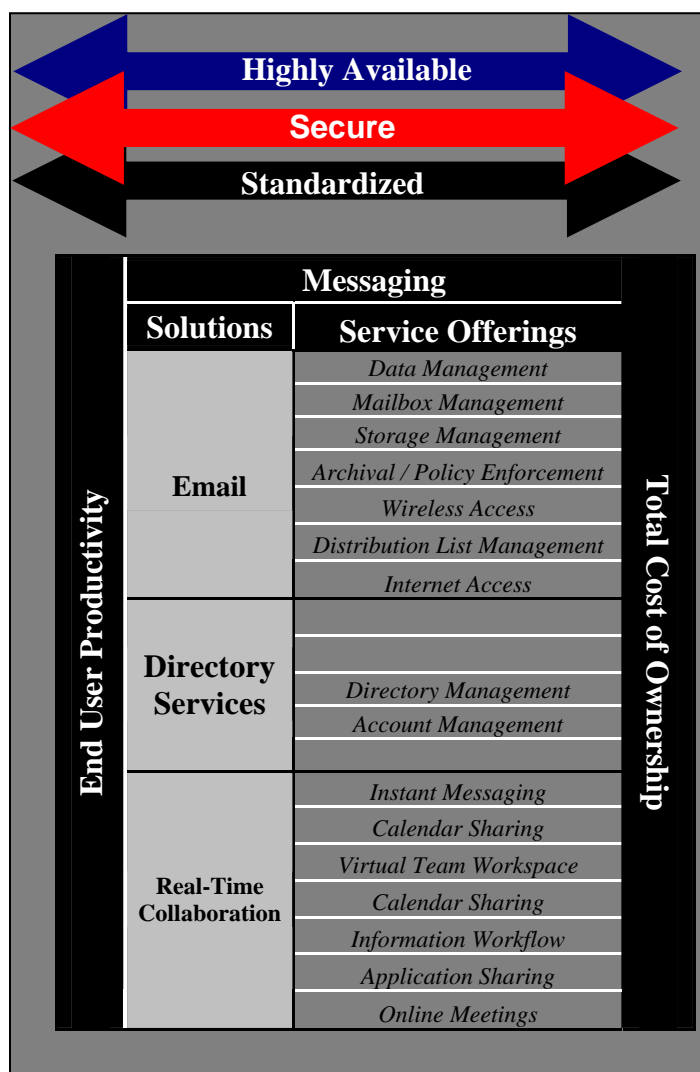 Highly Available
Secure
Standardized
Messaging
Solutions
Service Offerings
End User Productivity
Email
Data Management
Mailbox Management
Storage Management
Archival / Policy Enforcement
Wireless Access
Distribution List Management
Internet Access
Directory
Services
Directory Management
Account Management
Real-Time
Collaboration
Instant Messaging
Calendar Sharing
Virtual Team Workspace
Calendar Sharing
Information Workflow
Application Sharing
Online Meetings
Total Cost of Ownership